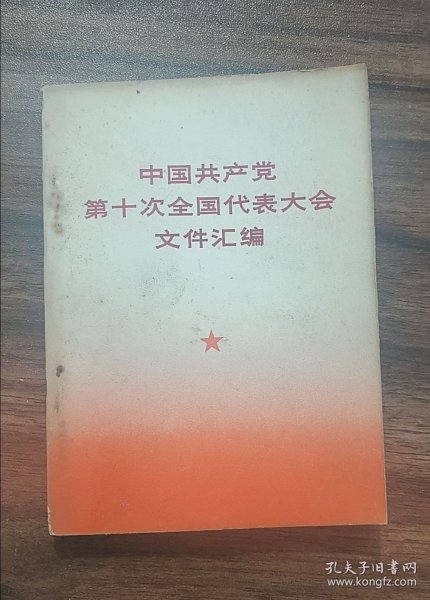 中国共产党
第十次全国代表大会
文件汇编
孔夫子旧书网
www.kongfz.com